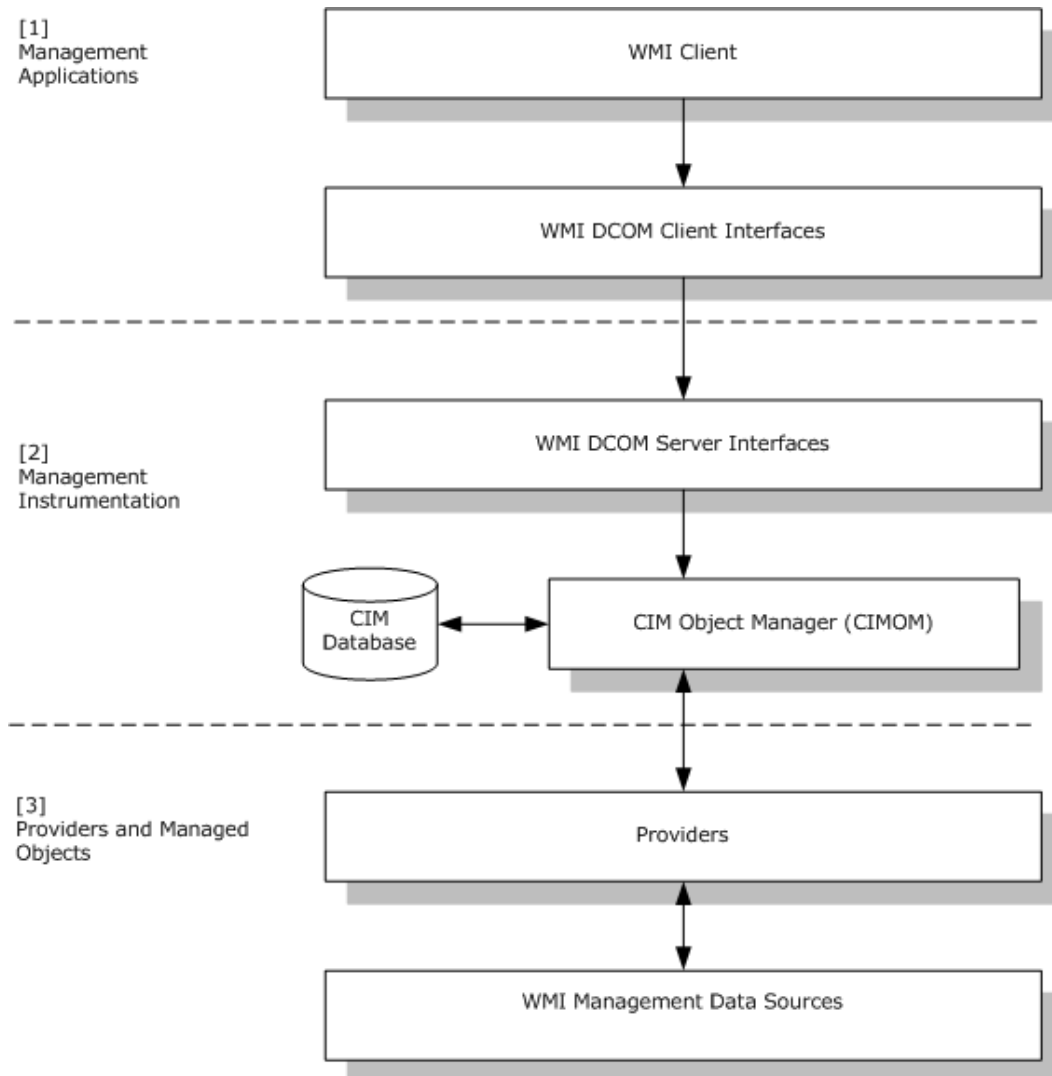 [1]
Management
Applications
WMI Client
WMI DCOM Client Interfaces
[2]
Management
Instrumentation
WMI DCOM Server Interfaces
CIM
Database
CIM Object Manager (CIMOM)
[3]
Providers and Managed
Objects
Providers
WMI Management Data Sources